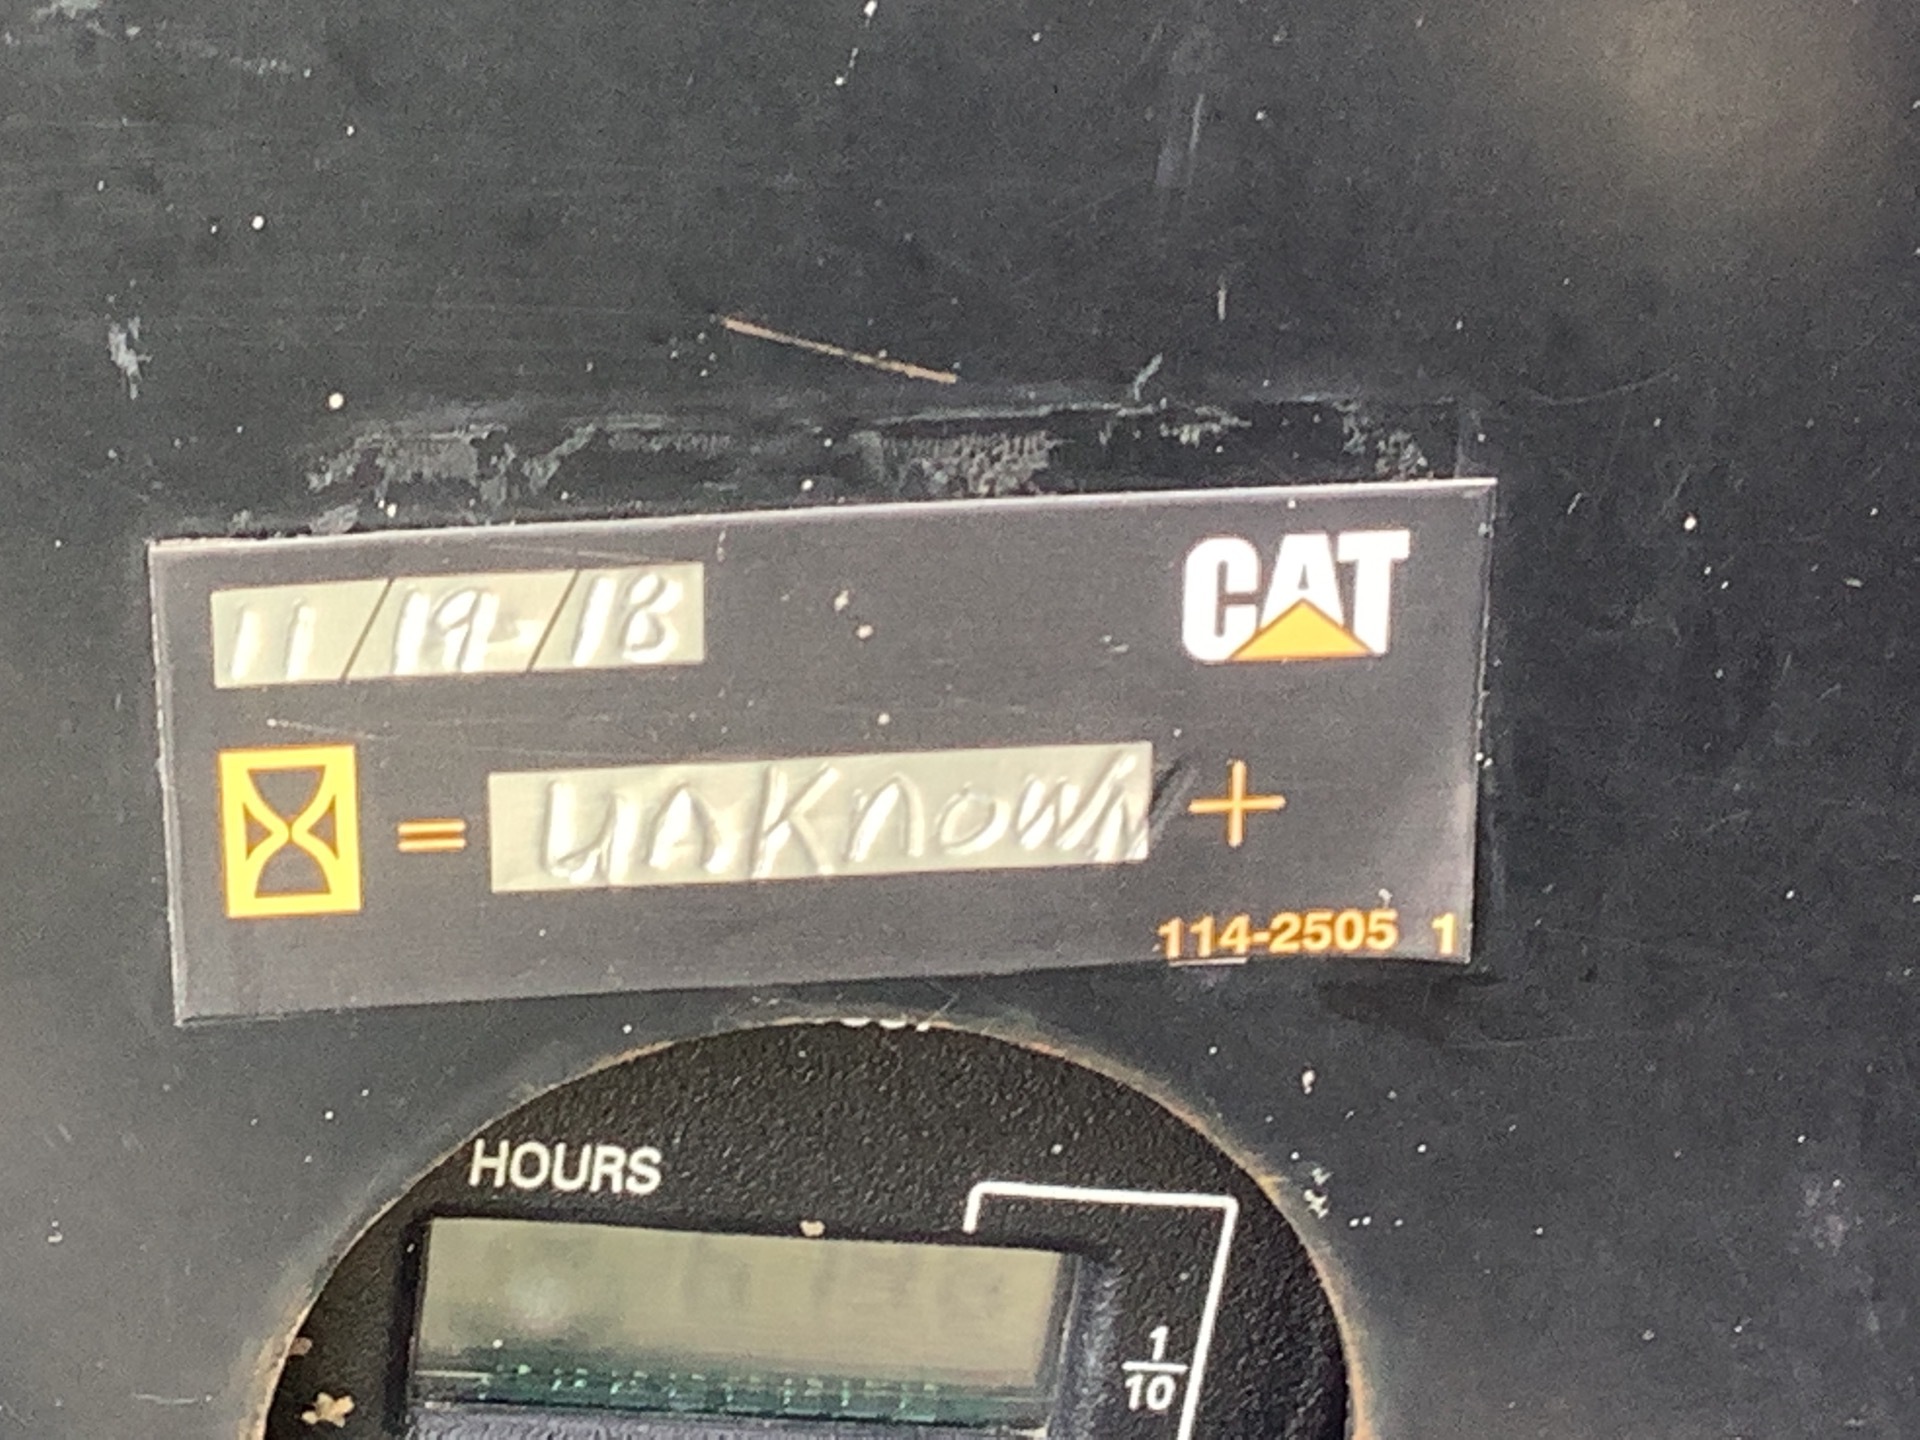 11/19/18
CAT
= UnKnown +
114-2505 1
HOURS
1
10